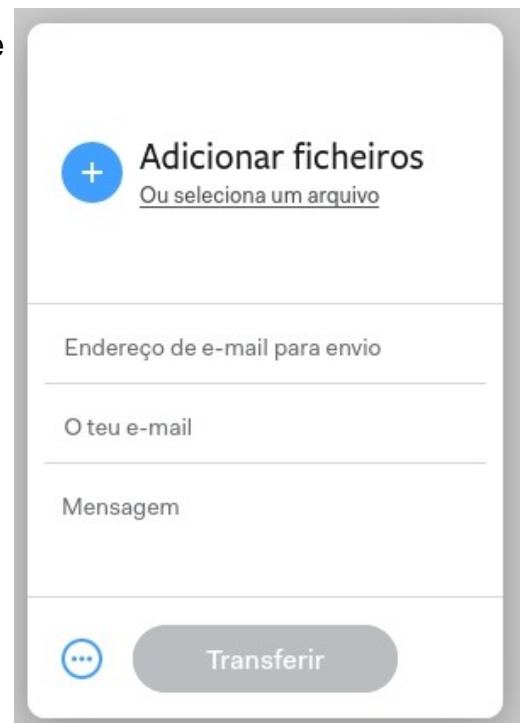 e
Adicionar ficheiros
Ou seleciona um arquivo
Endereço de e-mail para envio
O teu e-mail
Mensagem
Transferir